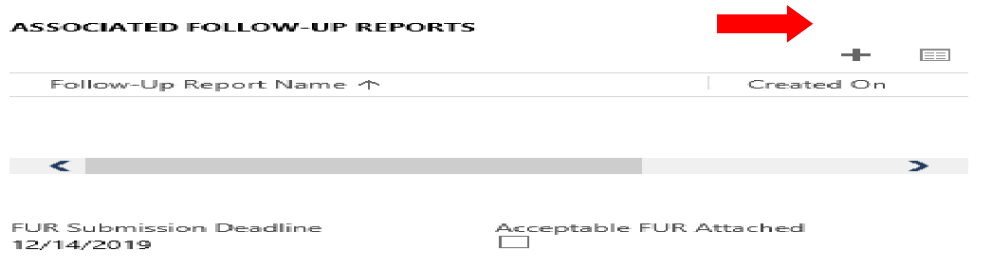 ASSOCIATED FOLLOW-UP REPORTS
Follow-Up Report Name ↑ Created On
FUR Submission Deadline Acceptable FUR Attached
12/14/2019